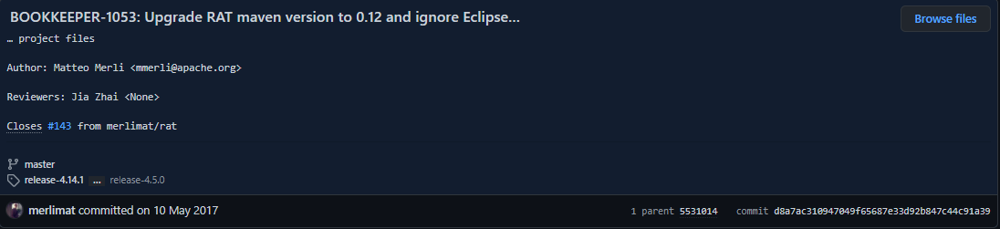 BOOKKEEPER-1053: Upgrade RAT maven version to 0.12 and ignore Eclipse...
Browse files
... project files
Author: Matteo Merli <mmerli@apache.org>
Reviewers: Jia Zhai <None>
Closes #143 from merlimat/rat
master
release-4.14.1 ... release-4.5.0
merlimat committed on 10 May 2017
1 parent 5531014 commit d8a7ac310947049f65687e33d92b847c44c91a39